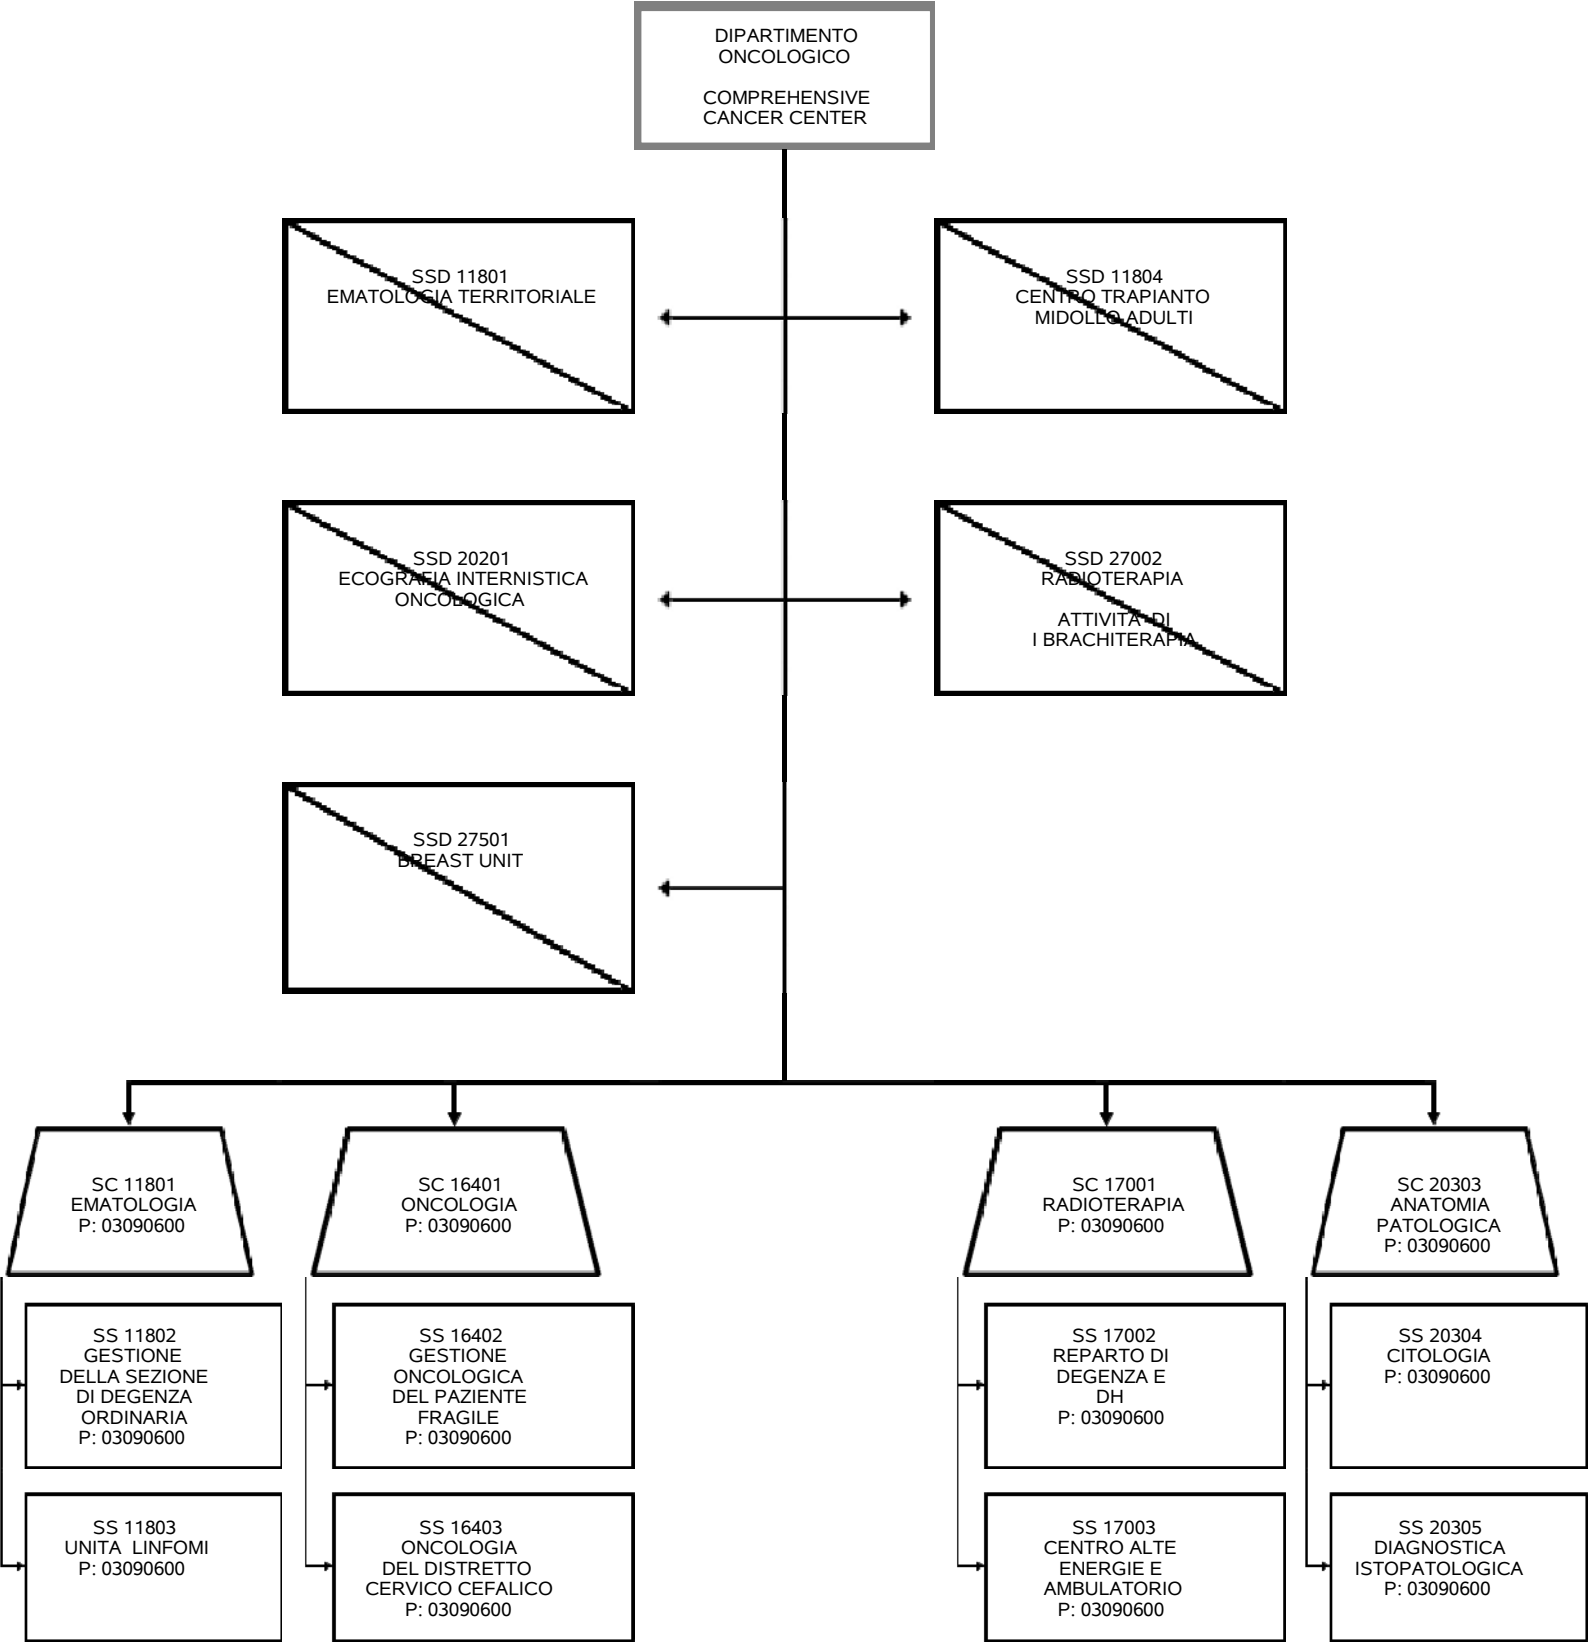 DIPARTIMENTO
ONCOLOGICO
COMPREHENSIVE
CANCER CENTER
SSD 11801
EMATOLOGIA TERRITORIALE
SSD 11804
CENTRO TRAPIANTO
MIDOLLO ADULTI
SSD 20201
ECOGRAFIA INTERNISTICA
ONCOLOGICA
SSD 27002
RADIOTERAPIA
ATTIVITA' DI
I BRACHITERAPIA
SSD 27501
BREAST UNIT
SC 11801
EMATOLOGIA
P: 03090600
SC 16401
ONCOLOGIA
P: 03090600
SC 17001
RADIOTERAPIA
P: 03090600
SC 20303
ANATOMIA
PATOLOGICA
P: 03090600
SS 11802
GESTIONE
DELLA SEZIONE
DI DEGENZA
ORDINARIA
P: 03090600
SS 16402
GESTIONE
ONCOLOGICA
DEL PAZIENTE
FRAGILE
P: 03090600
SS 17002
REPARTO DI
DEGENZA E
DH
P: 03090600
SS 20304
CITOLOGIA
P: 03090600
SS 11803
UNITA LINFOMI
P: 03090600
SS 16403
ONCOLOGIA
DEL DISTRETTO
CERVICO CEFALICO
P: 03090600
SS 17003
CENTRO ALTE
ENERGIE E
AMBULATORIO
P: 03090600
SS 20305
DIAGNOSTICA
ISTOPATOLOGICA
P: 03090600